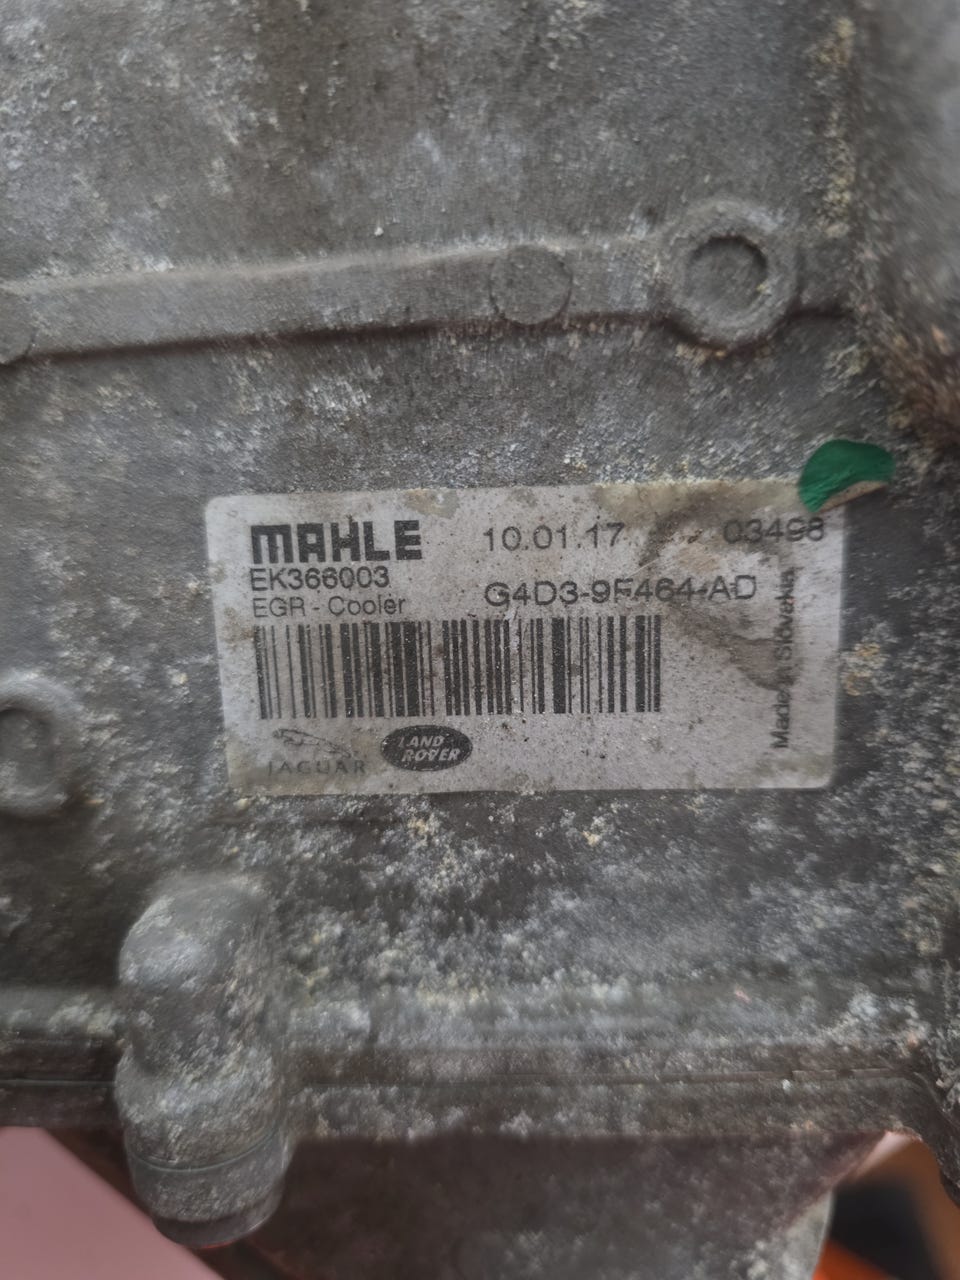 MAHLE 10.01.17 03498
EK366003
EGR - Cooler G4D3-9F464-AD
Made in Slovakia
JAGUAR LAND ROVER